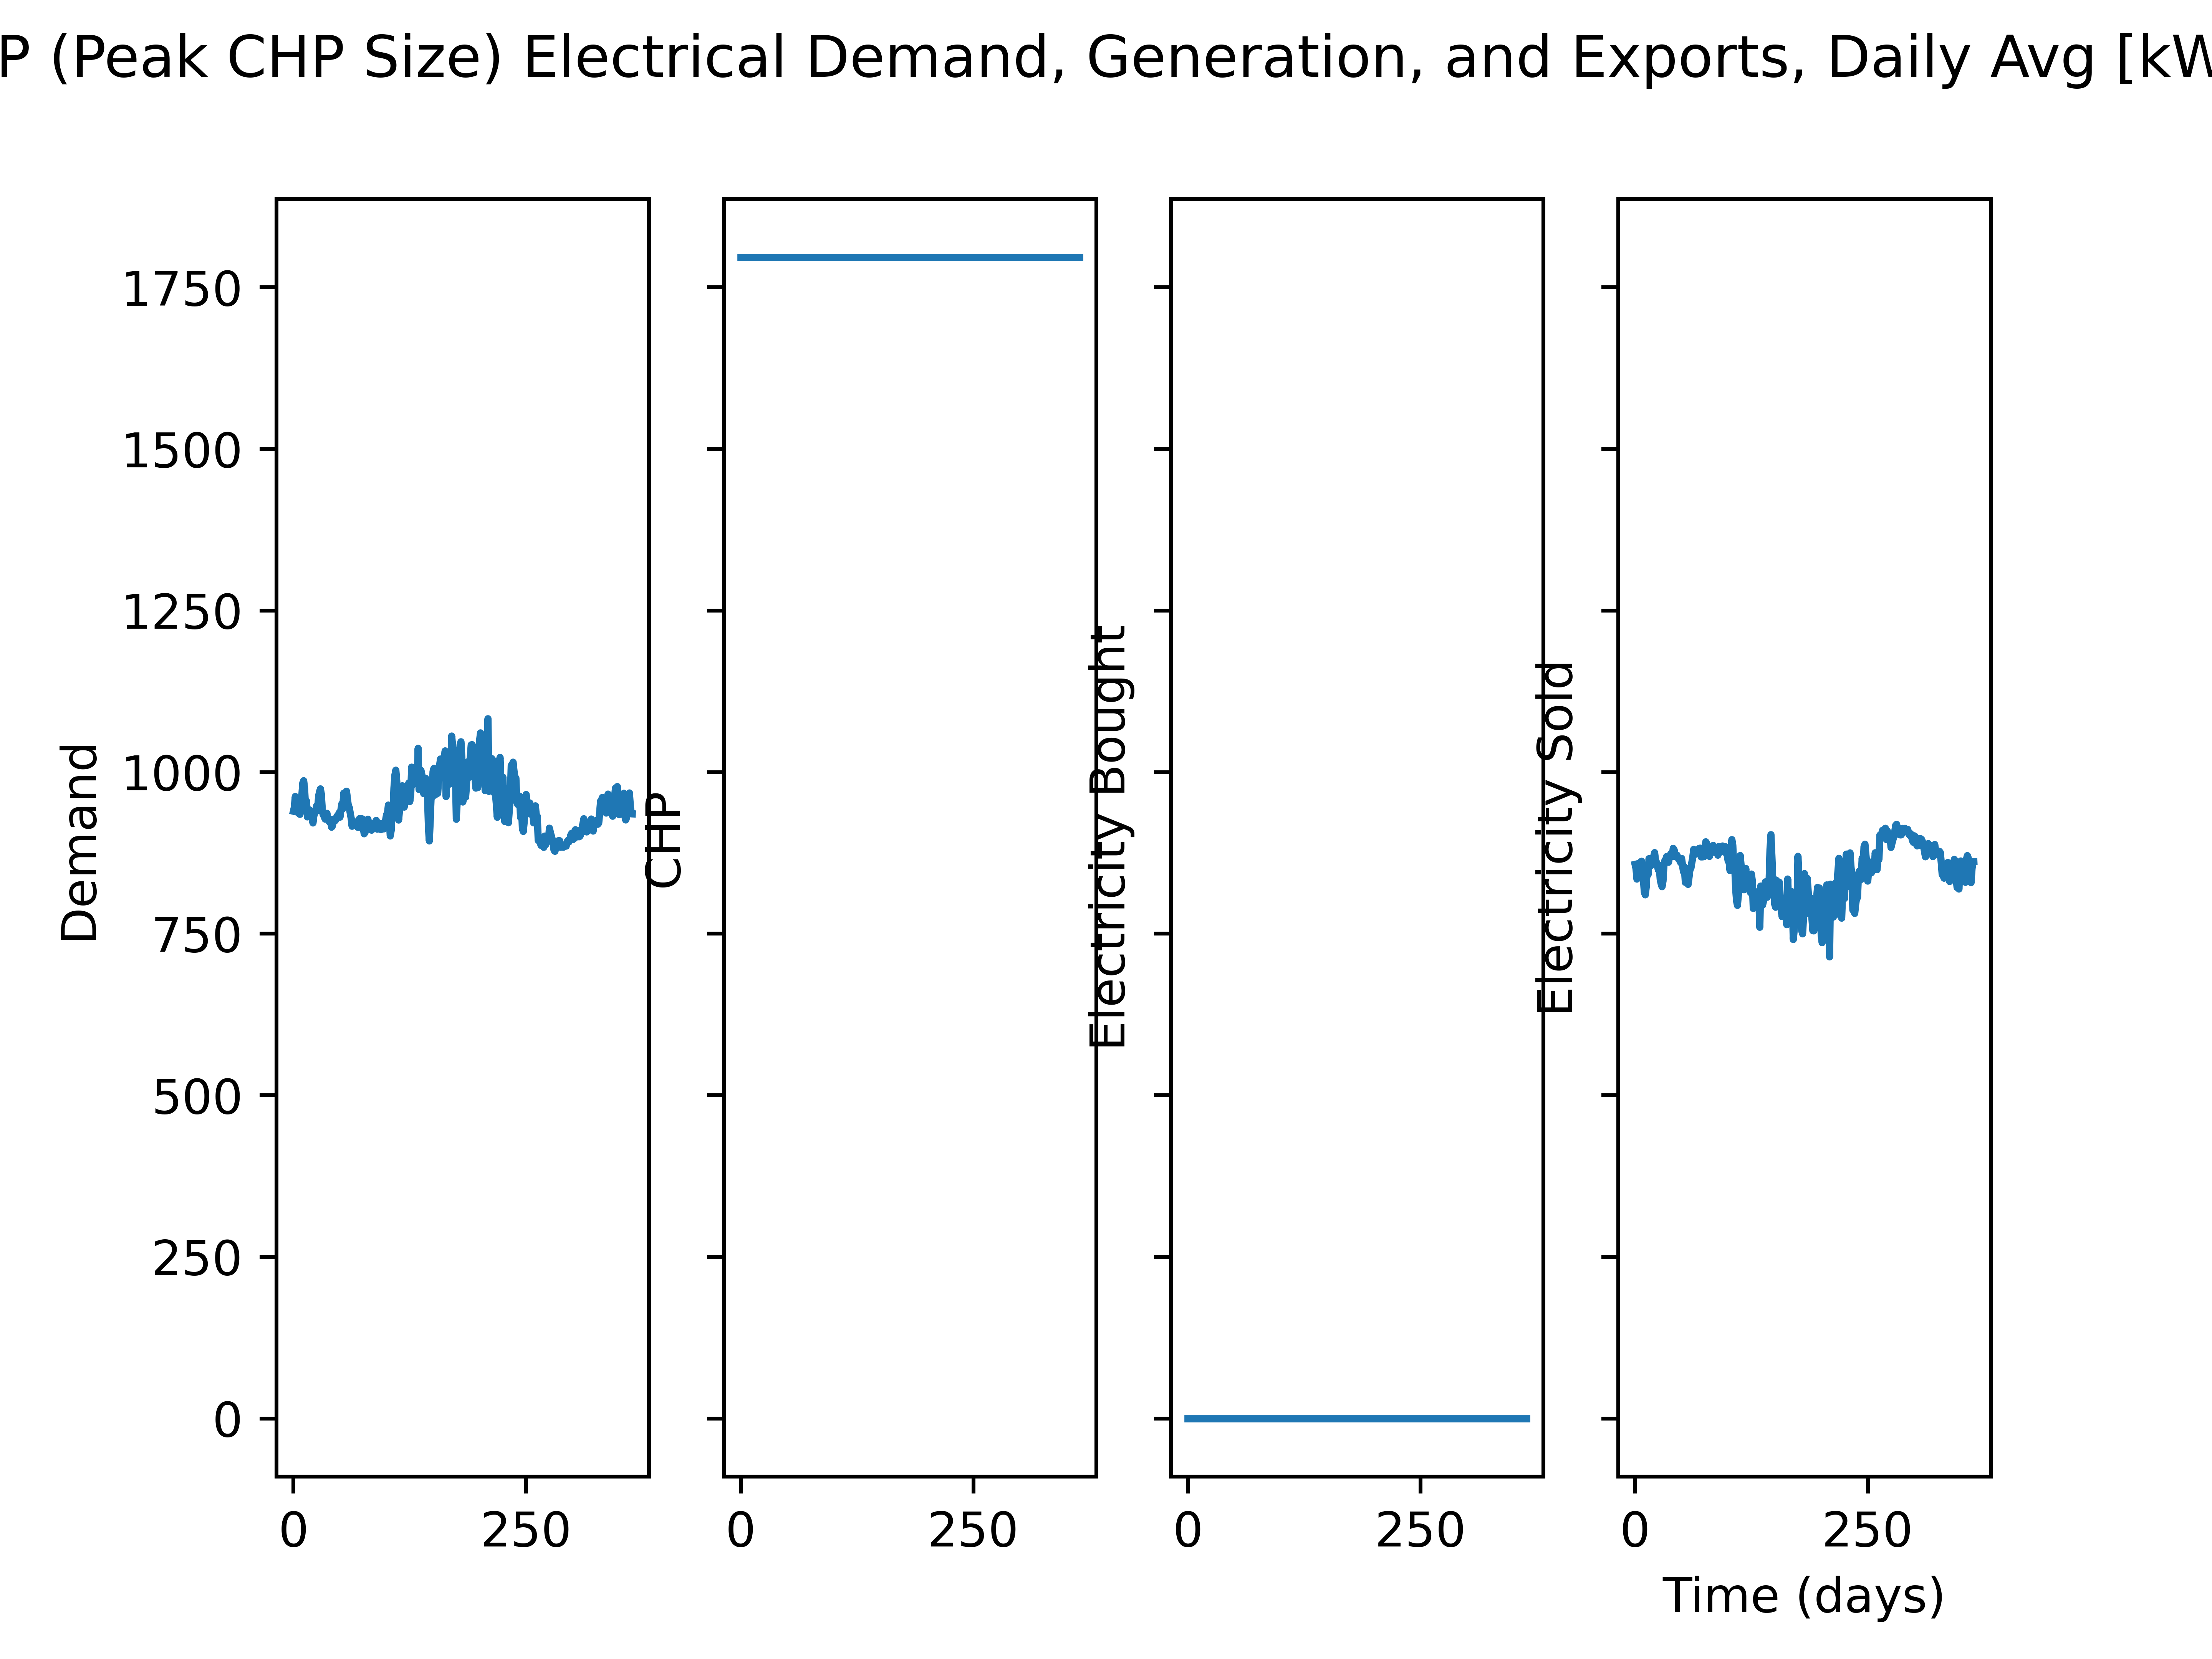 P (Peak CHP Size) Electrical Demand, Generation, and Exports, Daily Avg [kW
Demand
1750
1500
1250
1000
750
500
250
0
CHP
Electricity Bought
Electricity Sold
0 250 0 250 0 250 0 250
Time (days)